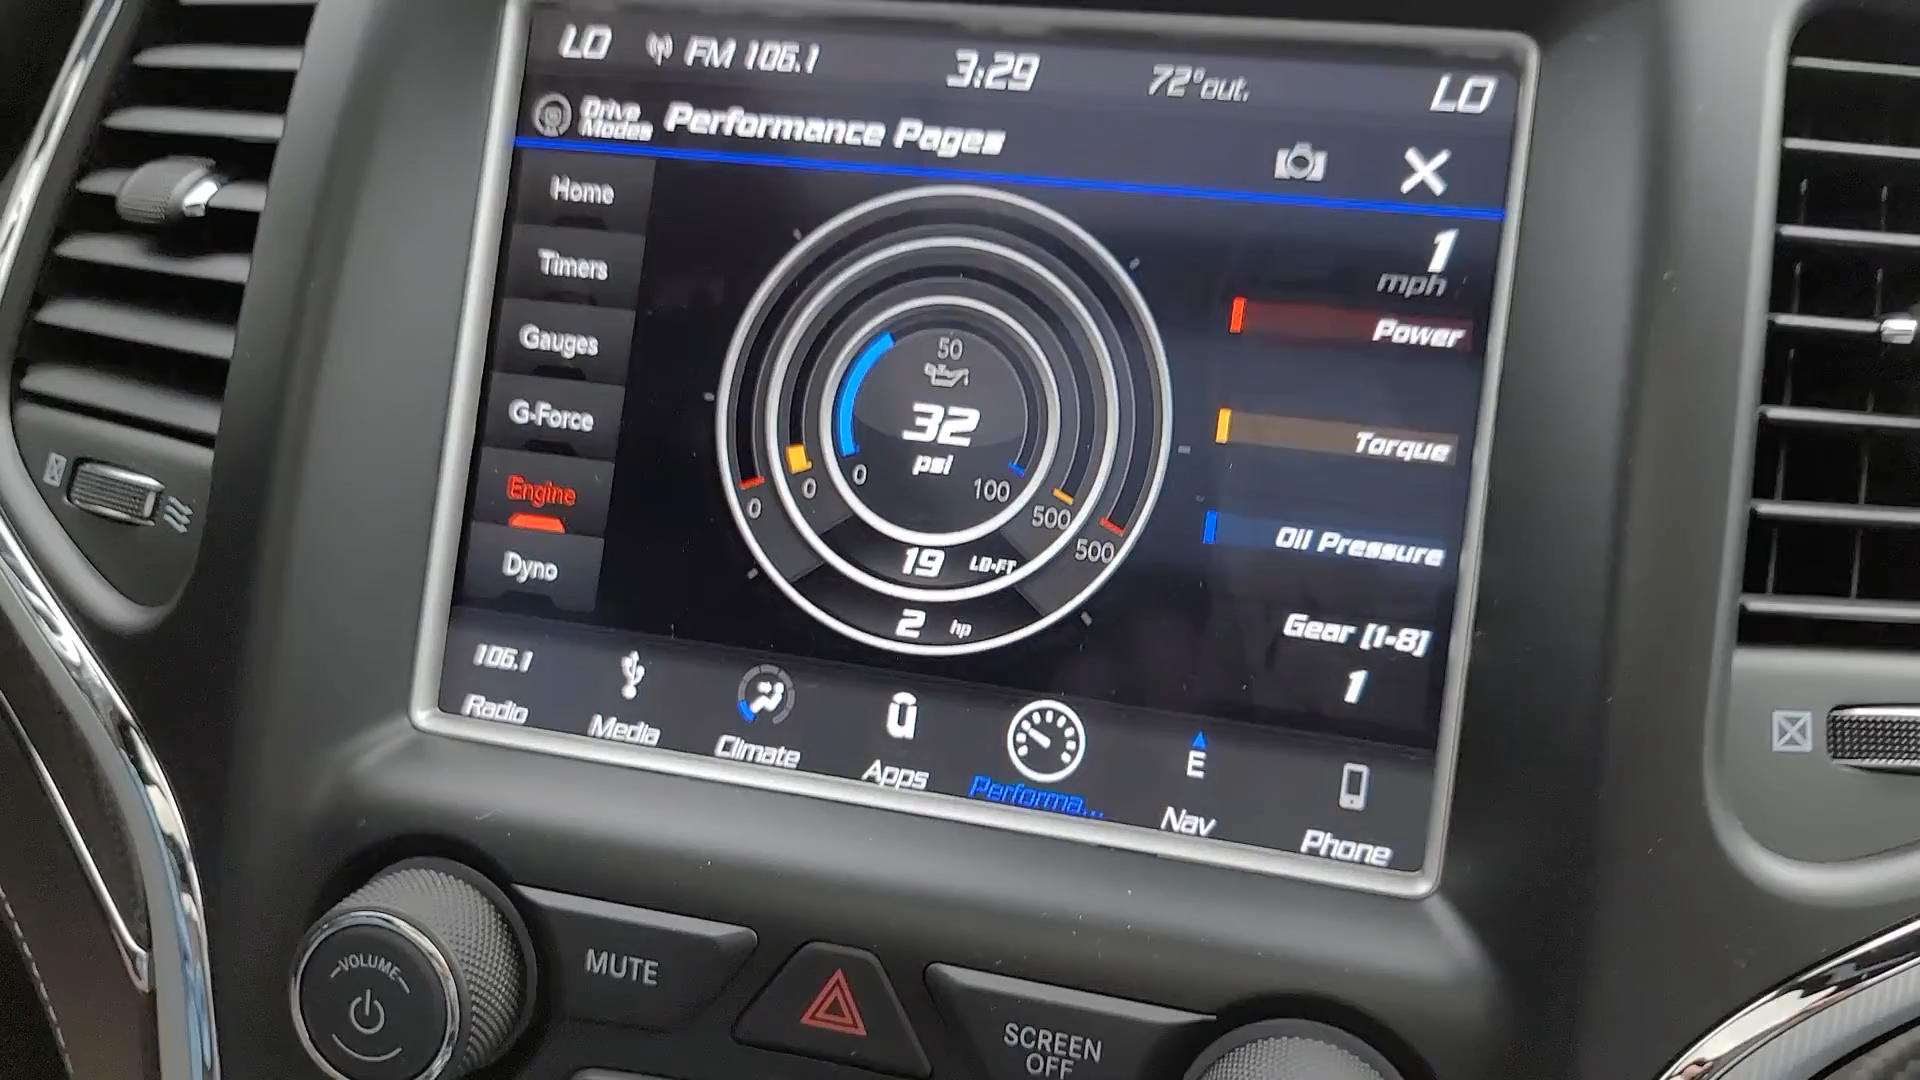 LO FM 106.1 3:29 72°out. LO
Drive
Modes
Performance Pages
Home
Timers
Gauges
G-Force
Engine
Dyno
50
32
psi
0
100
0
500
0
500
19 LB-FT
2 hp
1
mph
Power
Torque
Oil Pressure
Gear [1-8]
1
106.1
Radio
Media
Climate
Apps
Performa...
E
Nav
Phone
VOLUME
MUTE
SCREEN
OFF